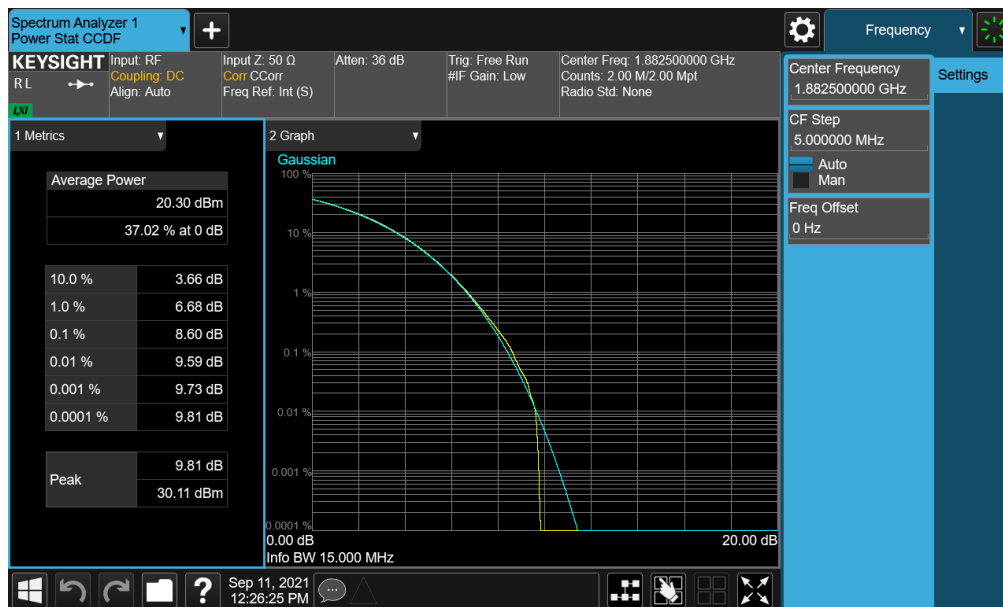 Spectrum Analyzer 1
Power Stat CCDF
+
Frequency
KEYSIGHT
R L
LXI
Input: RF
Coupling: DC
Align: Auto
Input Z: 50 Ω
Corr CCorr
Freq Ref: Int (S)
Atten: 36 dB
Trig: Free Run
#IF Gain: Low
Center Freq: 1.882500000 GHz
Counts: 2.00 M/2.00 Mpt
Radio Std: None
Center Frequency
1.882500000 GHz
Settings
CF Step
5.000000 MHz
Auto
Man
Freq Offset
0 Hz
1 Metrics
Average Power
20.30 dBm
37.02 % at 0 dB
10.0 % 3.66 dB
1.0 % 6.68 dB
0.1 % 8.60 dB
0.01 % 9.59 dB
0.001 % 9.73 dB
0.0001 % 9.81 dB
Peak
9.81 dB
30.11 dBm
2 Graph
Gaussian
100 %
10 %
1 %
0.1 %
0.01 %
0.001 %
0.0001 %
0.00 dB 20.00 dB
Info BW 15.000 MHz
?
Sep 11, 2021
12:26:25 PM